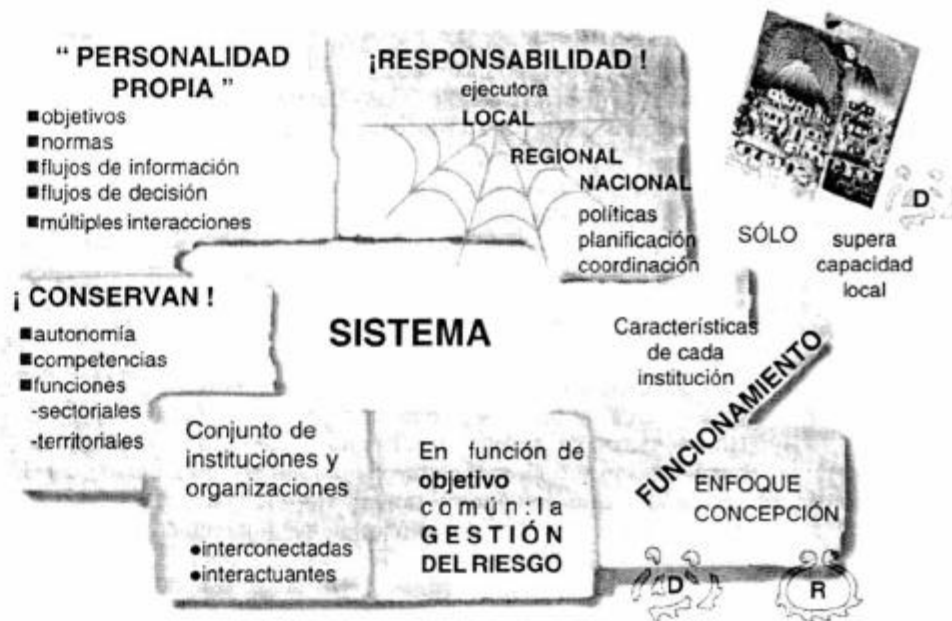 “ PERSONALIDAD
PROPIA ”
■objetivos
■normas
■flujos de información
■flujos de decisión
■múltiples interacciones
¡RESPONSABILIDAD !
ejecutora
LOCAL
REGIONAL
NACIONAL
políticas
planificación
coordinación
D
SÓLO
supera
capacidad
local
¡ CONSERVAN !
■autonomía
■competencias
■funciones
-sectoriales
-territoriales
SISTEMA
Características
de cada
institución
FUNCIONAMIENTO
Conjunto de
instituciones y
organizaciones
●interconectadas
●interactuantes
En función de
objetivo
común:la
GESTIÓN
DEL RIESGO
ENFOQUE
CONCEPCIÓN
D
R